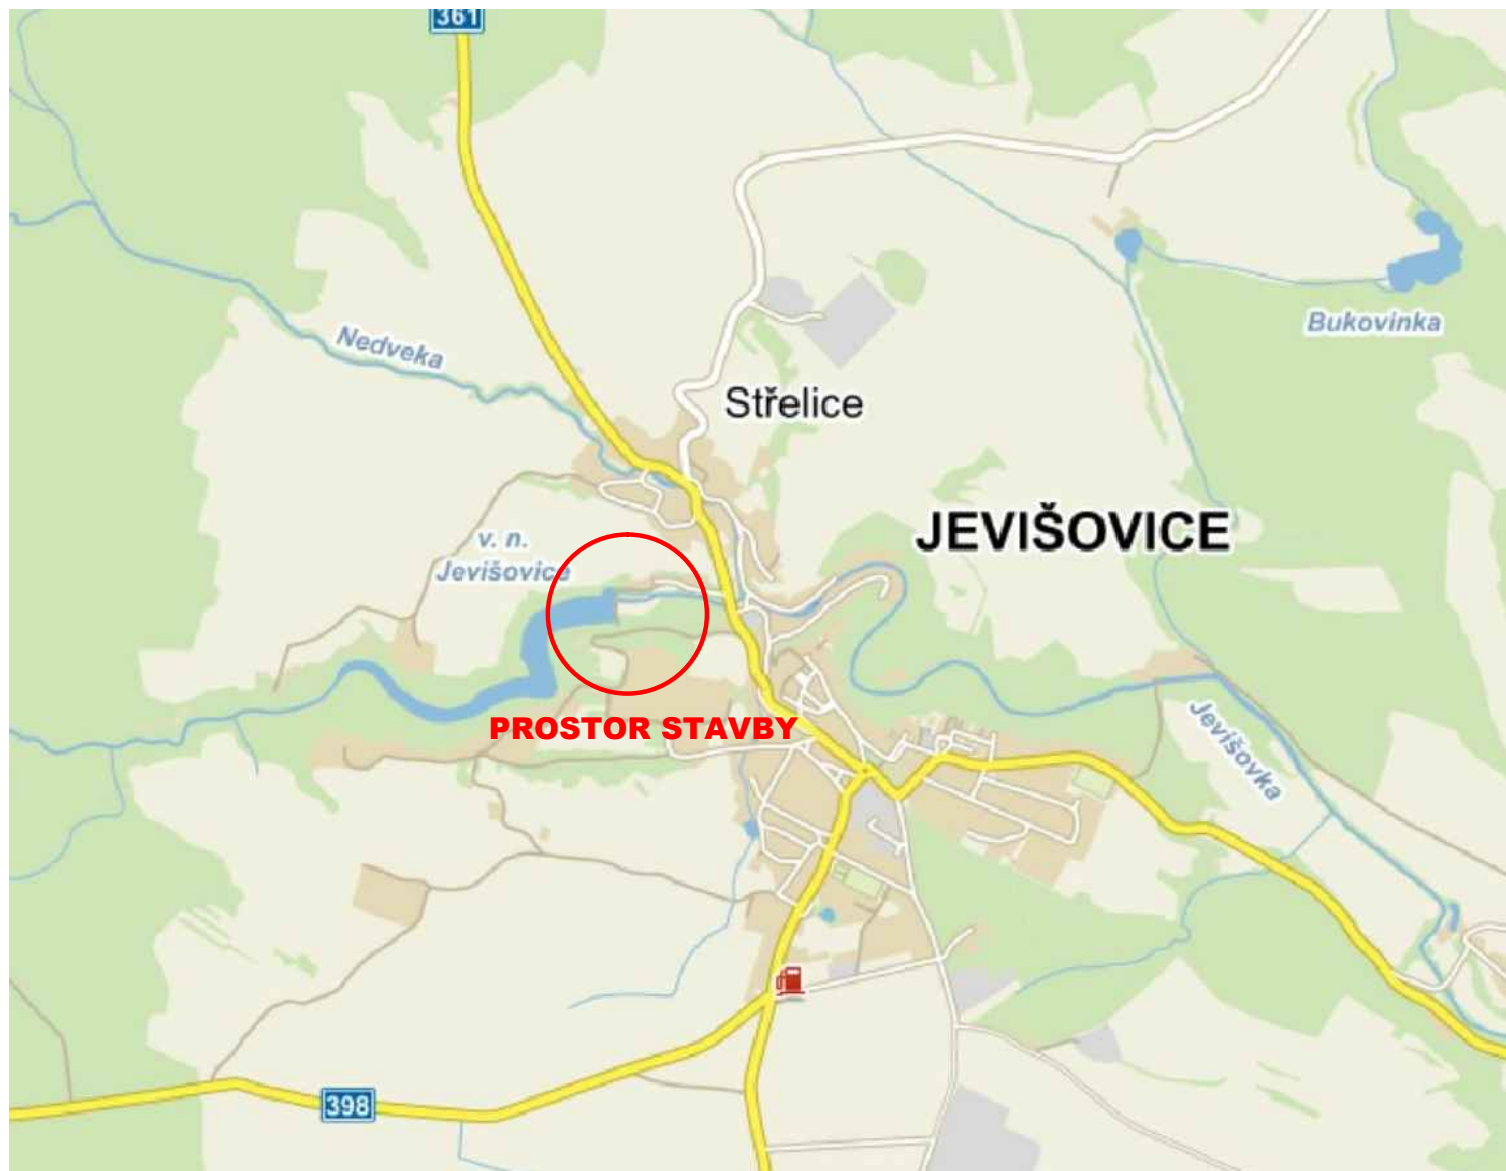 361
Nedveka
Bukovinka
Střelice
JEVIŠOVICE
v. n.
Jevišovice
PROSTOR STAVBY
Jevišovka
398